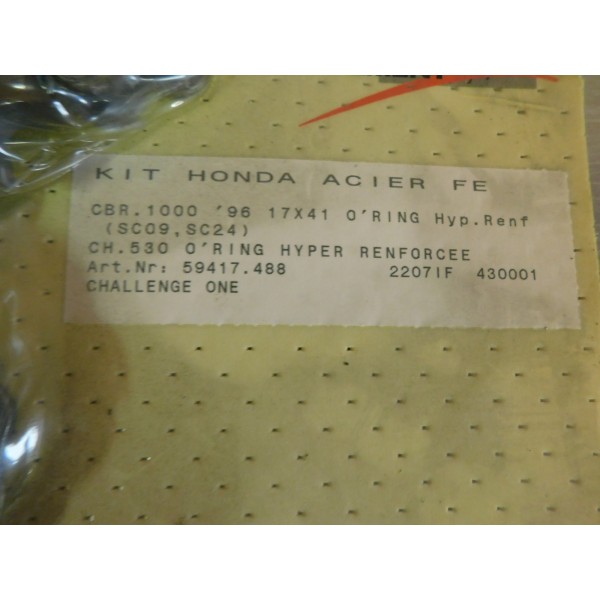 KIT HONDA ACIER FE
CBR.1000 '96 17X41 O'RING Hyp.Renf
(SC09,SC24)
CH.530 O'RING HYPER RENFORCEE
Art.Nr: 59417.488 2207IF 430001
CHALLENGE ONE